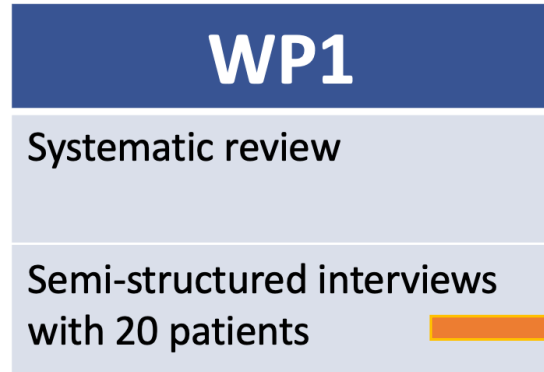 WP1
Systematic review
Semi-structured interviews
with 20 patients